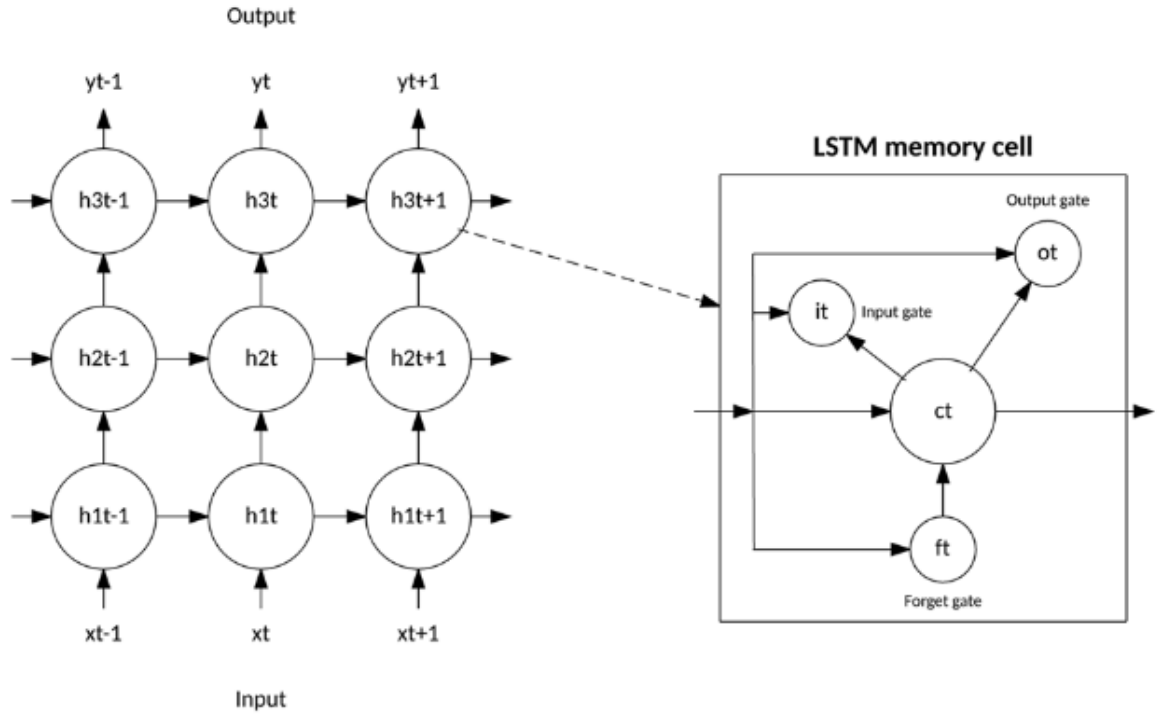 Output
yt-1 yt yt+1
h3t-1 h3t h3t+1
h2t-1 h2t h2t+1
h1t-1 h1t h1t+1
xt-1 xt xt+1
Input
LSTM memory cell
Output gate
ot
it Input gate
ct
ft
Forget gate